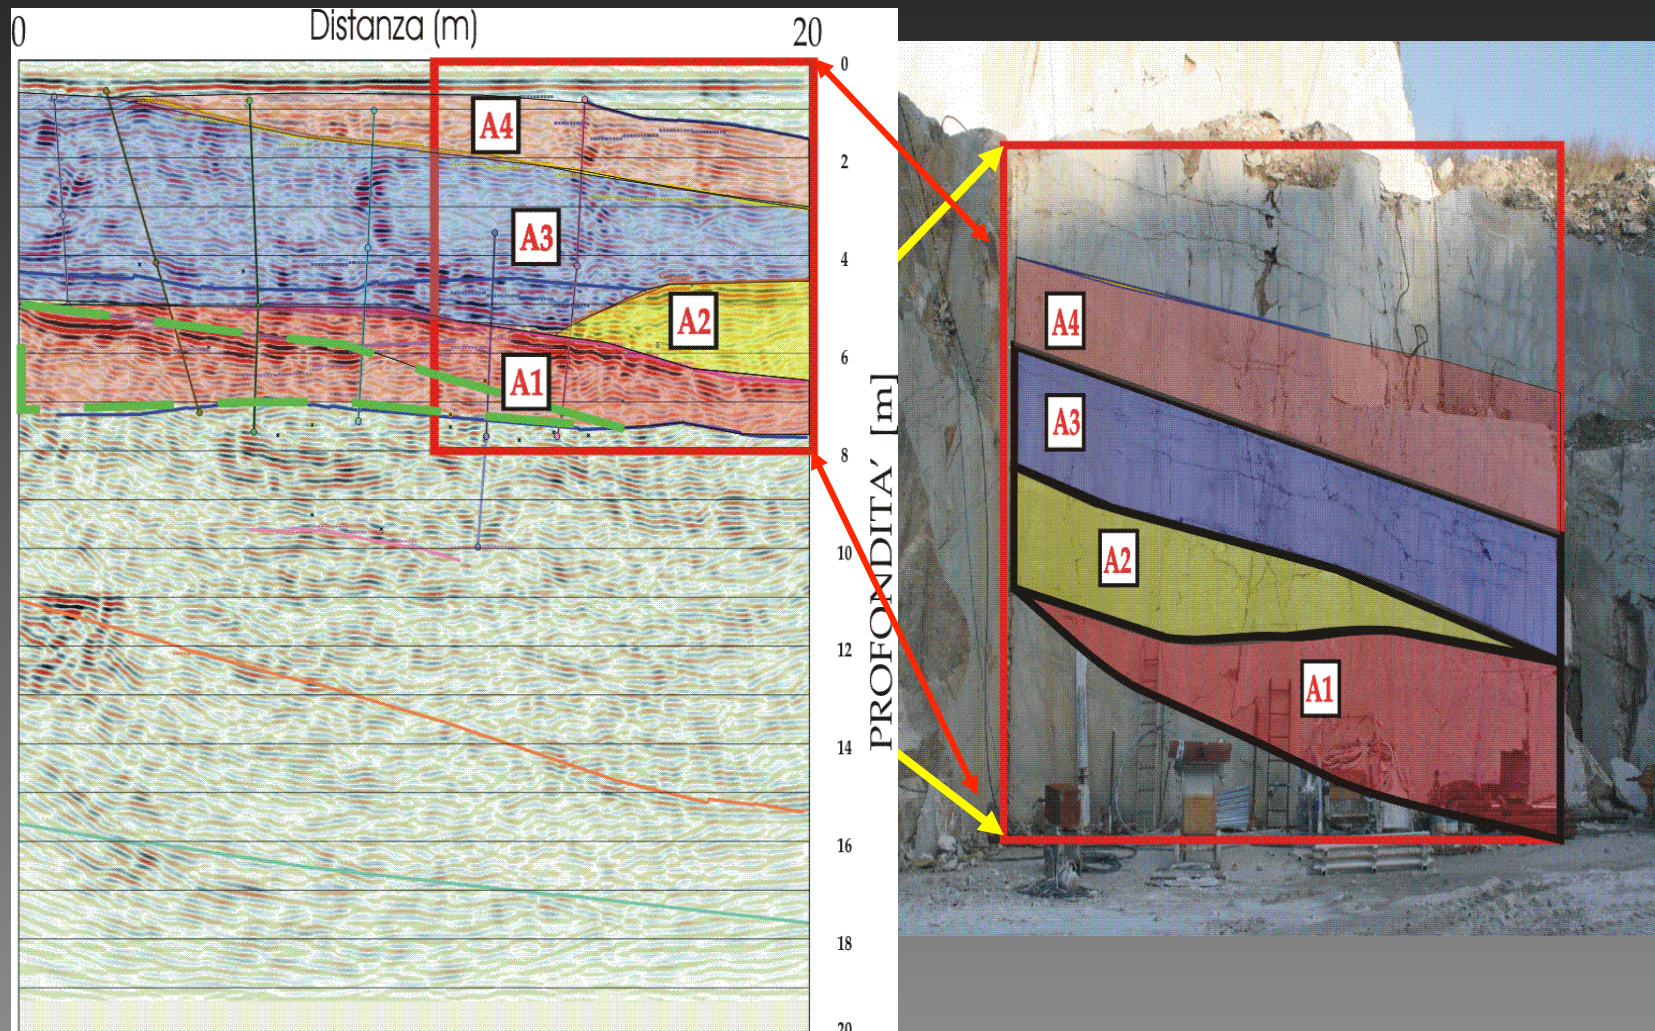 0 Distanza (m) 20
0
2
4
6
8
10
12
14
16
18
20
PROFONDITA' [m]
A4
A3
A2
A1
A4
A3
A2
A1